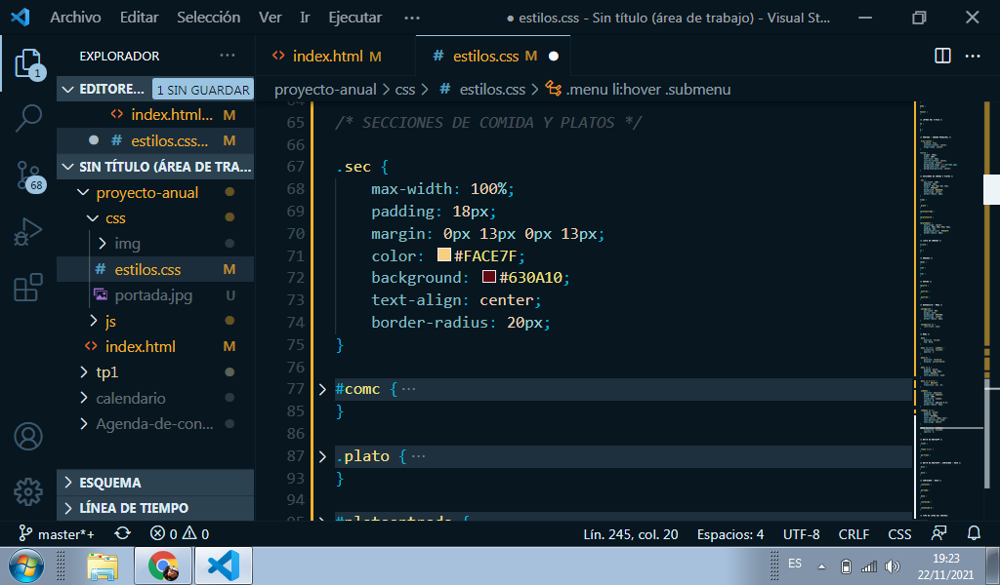 Archivo Editar Selección Ver Ir Ejecutar ···
● estilos.css - Sin título (área de trabajo) - Visual St...
EXPLORADOR ···
1
EDITORE... 1 SIN GUARDAR
index.html... M
# estilos.css... M
SIN TÍTULO (ÁREA DE TRA...
proyecto-anual
css
img
# estilos.css M
portada.jpg U
js
<> index.html M
tp1
calendario
Agenda-de-con...
ESQUEMA
LÍNEA DE TIEMPO
68
<> index.html M
# estilos.css M ●
···
proyecto-anual > css > # estilos.css > .menu li:hover .submenu
64
65 /* SECCIONES DE COMIDA Y PLATOS */
66
67 .sec {
68 max-width: 100%;
69 padding: 18px;
70 margin: 0px 13px 0px 13px;
71 color: #FACE7F;
72 background: #630A10;
73 text-align: center;
74 border-radius: 20px;
75 }
76
77 #comc {···
85 }
86
87 .plato {···
93 }
94
95
master*+ 0 0 Lín. 245, col. 20 Espacios: 4 UTF-8 CRLF CSS
ES
19:23
22/11/2021